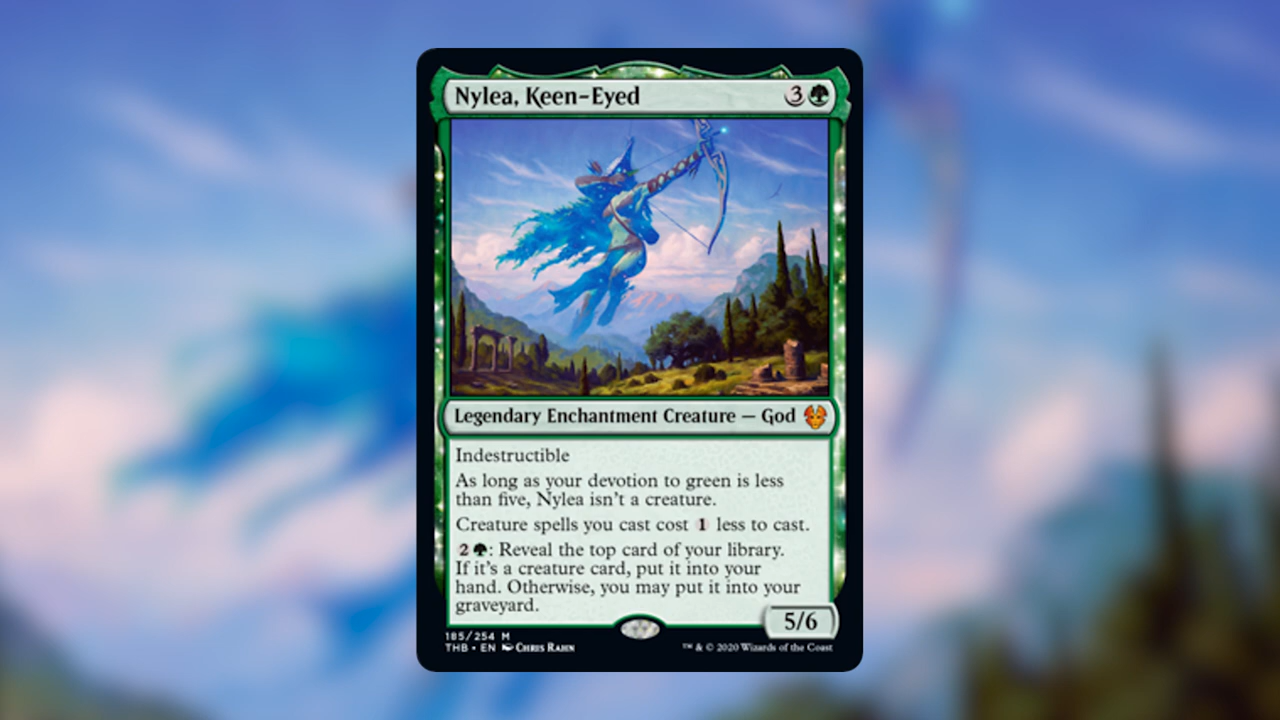 Nylea, Keen-Eyed 3
Legendary Enchantment Creature — God
Indestructible
As long as your devotion to green is less
than five, Nylea isn't a creature.
Creature spells you cast cost 1 less to cast.
2 : Reveal the top card of your library.
If it's a creature card, put it into your
hand. Otherwise, you may put it into your
graveyard.
5/6
185/254 M
THB • EN Chris Rahn
™ & © 2020 Wizards of the Coast